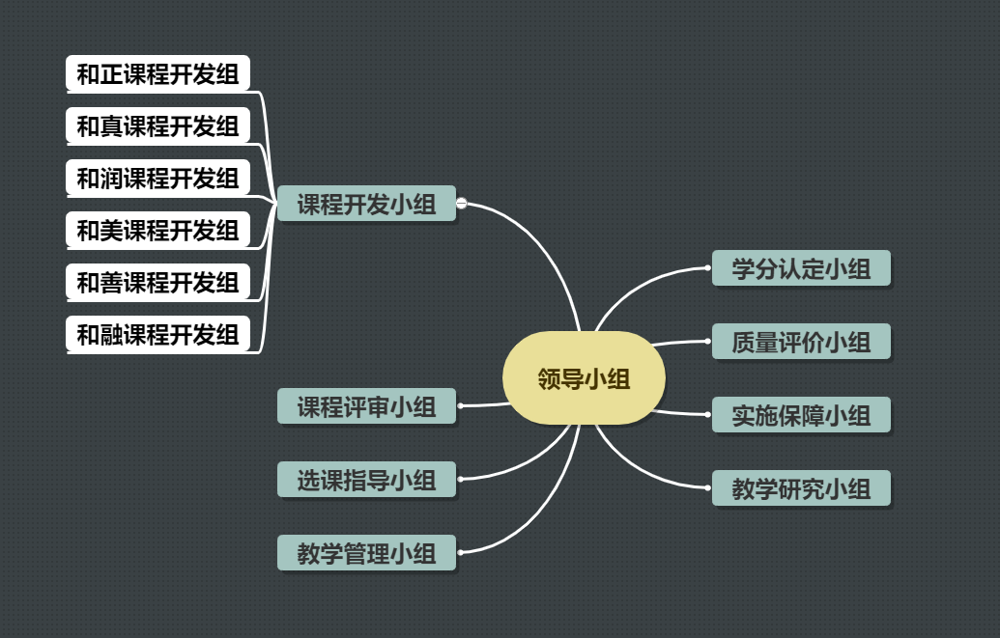 和正课程开发组
和真课程开发组
和润课程开发组
和美课程开发组
和善课程开发组
和融课程开发组
课程开发小组
课程评审小组
选课指导小组
教学管理小组
领导小组
学分认定小组
质量评价小组
实施保障小组
教学研究小组